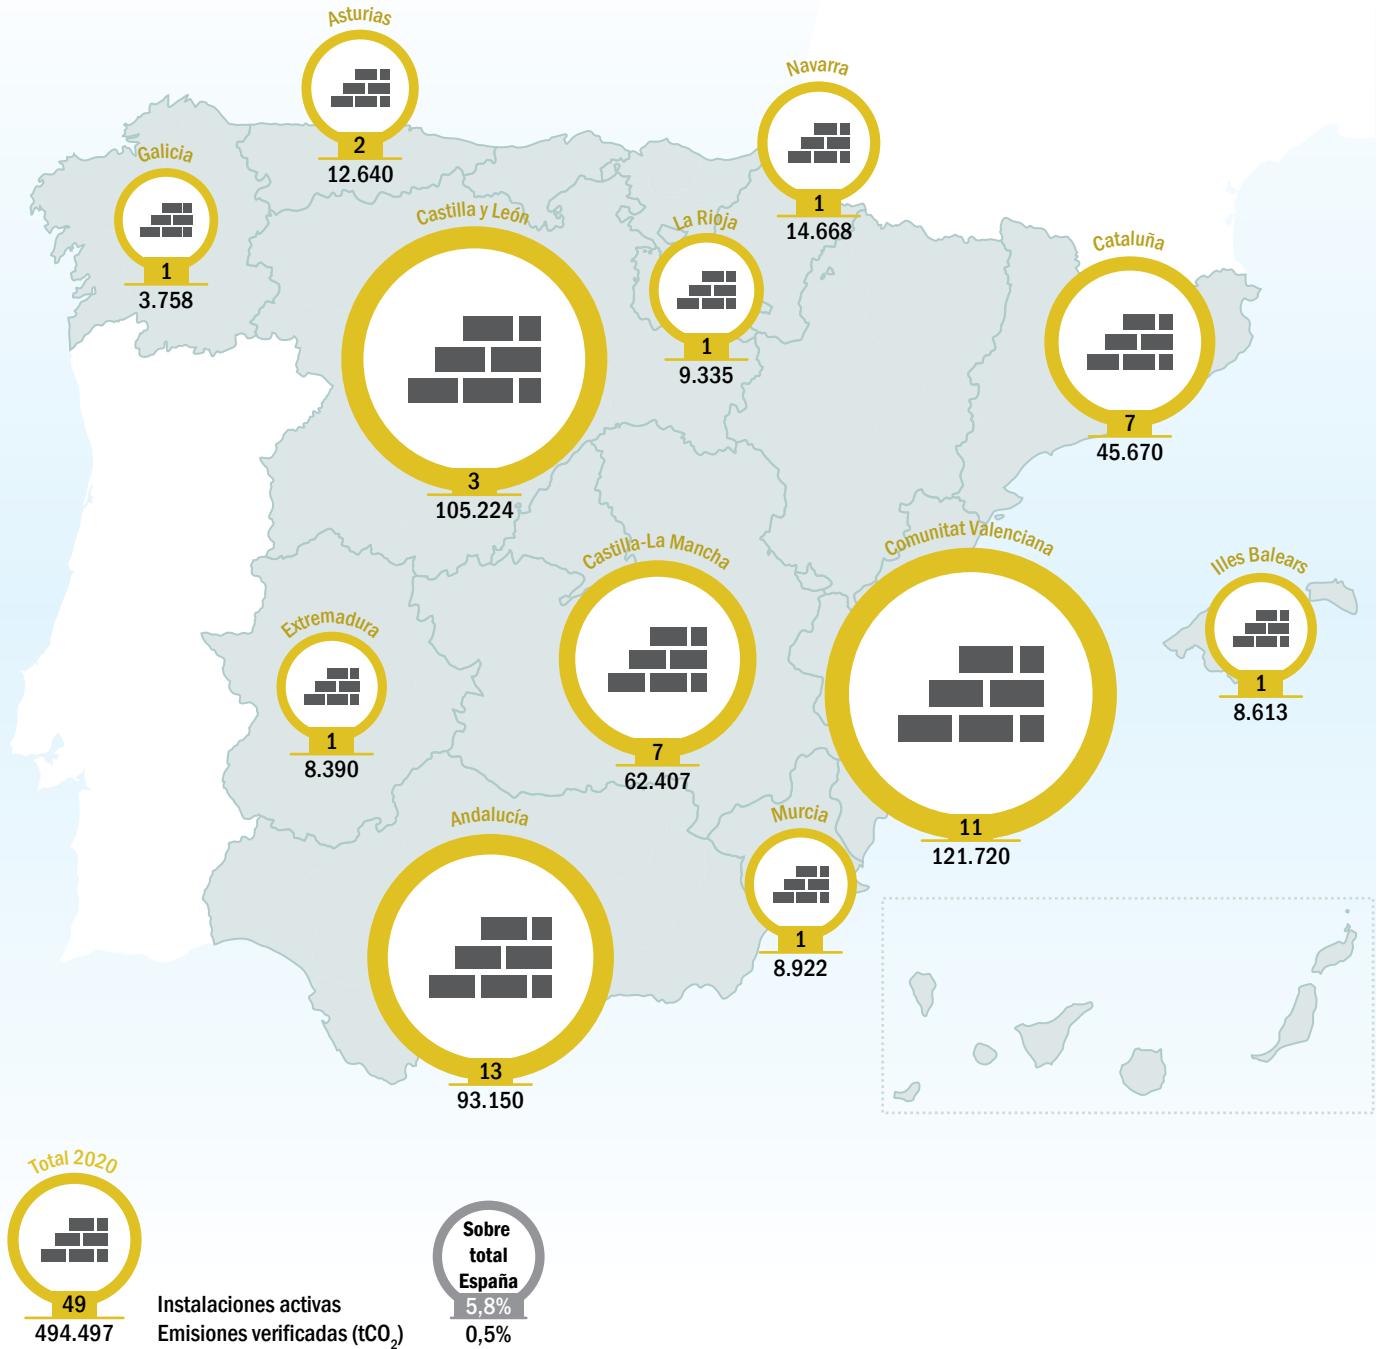 Asturias
2
12.640
Navarra
1
14.668
Galicia
1
3.758
Castilla y León
3
105.224
La Rioja
1
9.335
Cataluña
7
45.670
Comunitat Valenciana
11
121.720
Castilla-La Mancha
7
62.407
Illes Balears
1
8.613
Extremadura
1
8.390
Andalucía
13
93.150
Murcia
1
8.922
Total 2020
49
494.497
Instalaciones activas
Emisiones verificadas (tCO₂)
Sobre
total
España
5,8%
0,5%